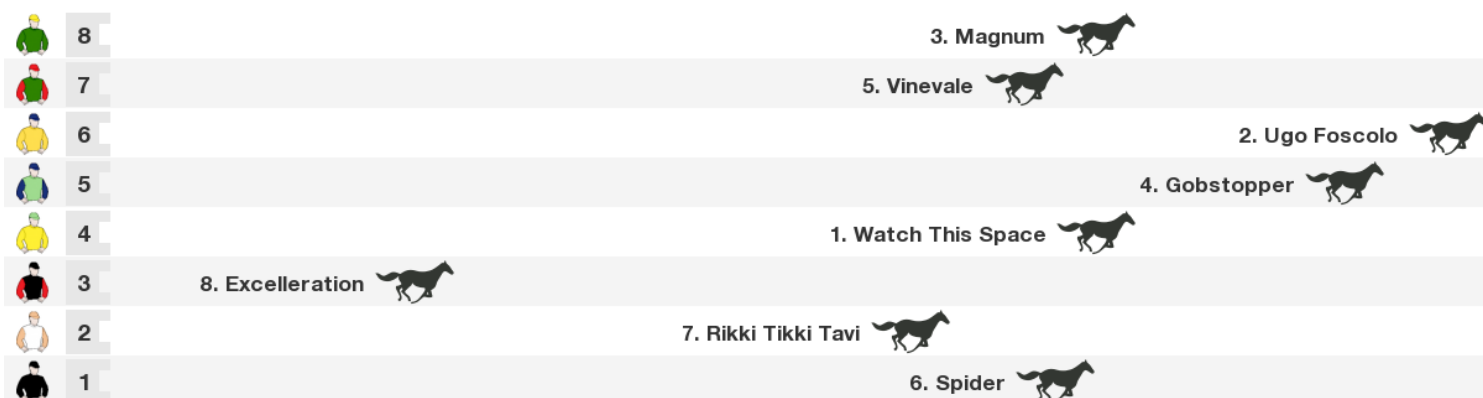 8 3. Magnum
7 5. Vinevale
6 2. Ugo Foscolo
5 4. Gobstopper
4 1. Watch This Space
3 8. Excelleration
2 7. Rikki Tikki Tavi
1 6. Spider